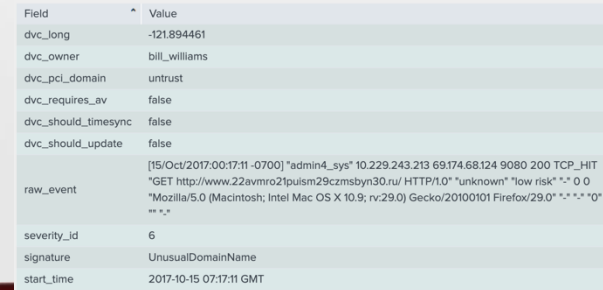 Field Value
dvc_long -121.894461
dvc_owner bill_williams
dvc_pci_domain untrust
dvc_requires_av false
dvc_should_timesync false
dvc_should_update false
[15/Oct/2017:00:17:11 -0700] "admin4_sys" 10.229.243.213 69.174.68.124 9080 200 TCP_HIT
"GET http://www.22avmro21puism29czmsbyn30.ru/ HTTP/1.0" "unknown" "low risk" "-" 0 0
raw_event
"Mozilla/5.0 (Macintosh; Intel Mac OS X 10.9; rv:29.0) Gecko/20100101 Firefox/29.0" "-" "-" "0"
"" "-"
severity_id 6
signature UnusualDomainName
start_time 2017-10-15 07:17:11 GMT